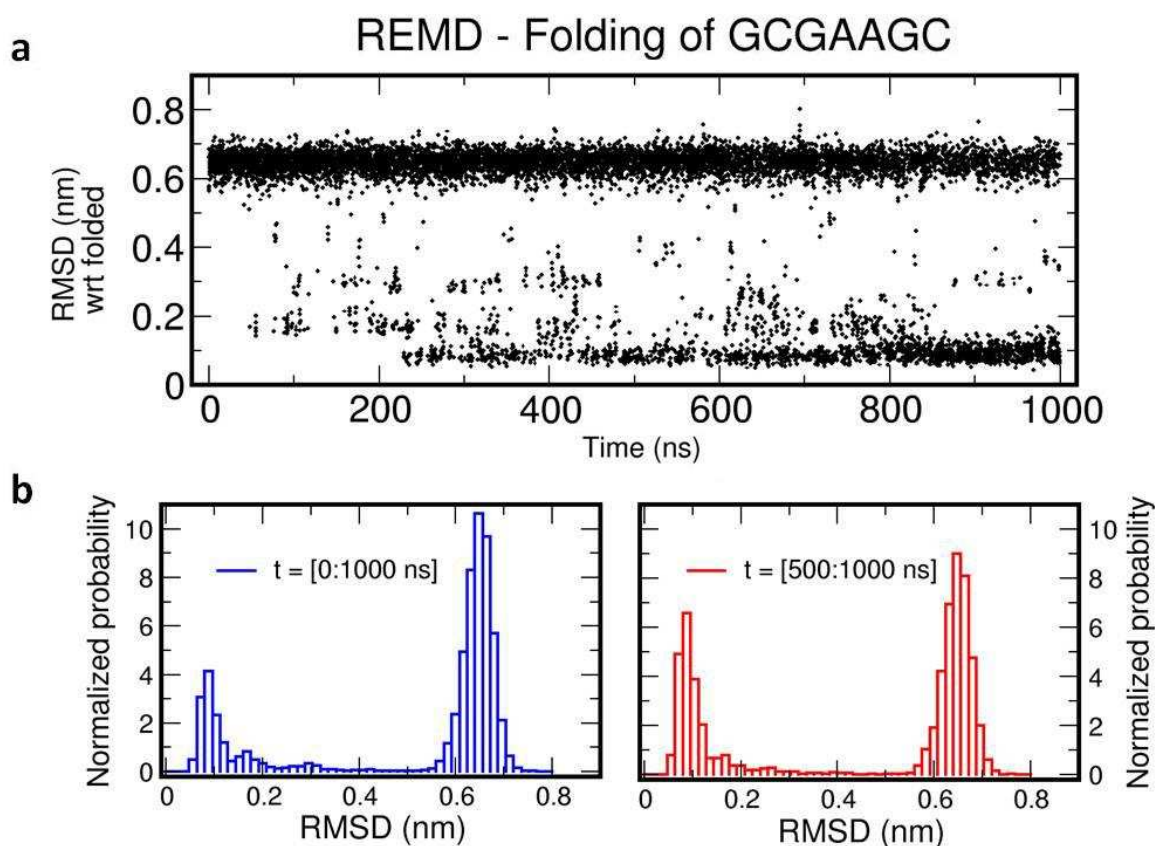 a
REMD - Folding of GCGAAGC
RMSD (nm)
wrt folded
0.8
0.6
0.4
0.2
0
0 200 400 600 800 1000
Time (ns)
b
Normalized probability
10
8
6
4
2
0
t = [0:1000 ns]
0 0.2 0.4 0.6 0.8
RMSD (nm)
t = [500:1000 ns]
10
8
6
4
2
0
Normalized probability
0 0.2 0.4 0.6 0.8
RMSD (nm)